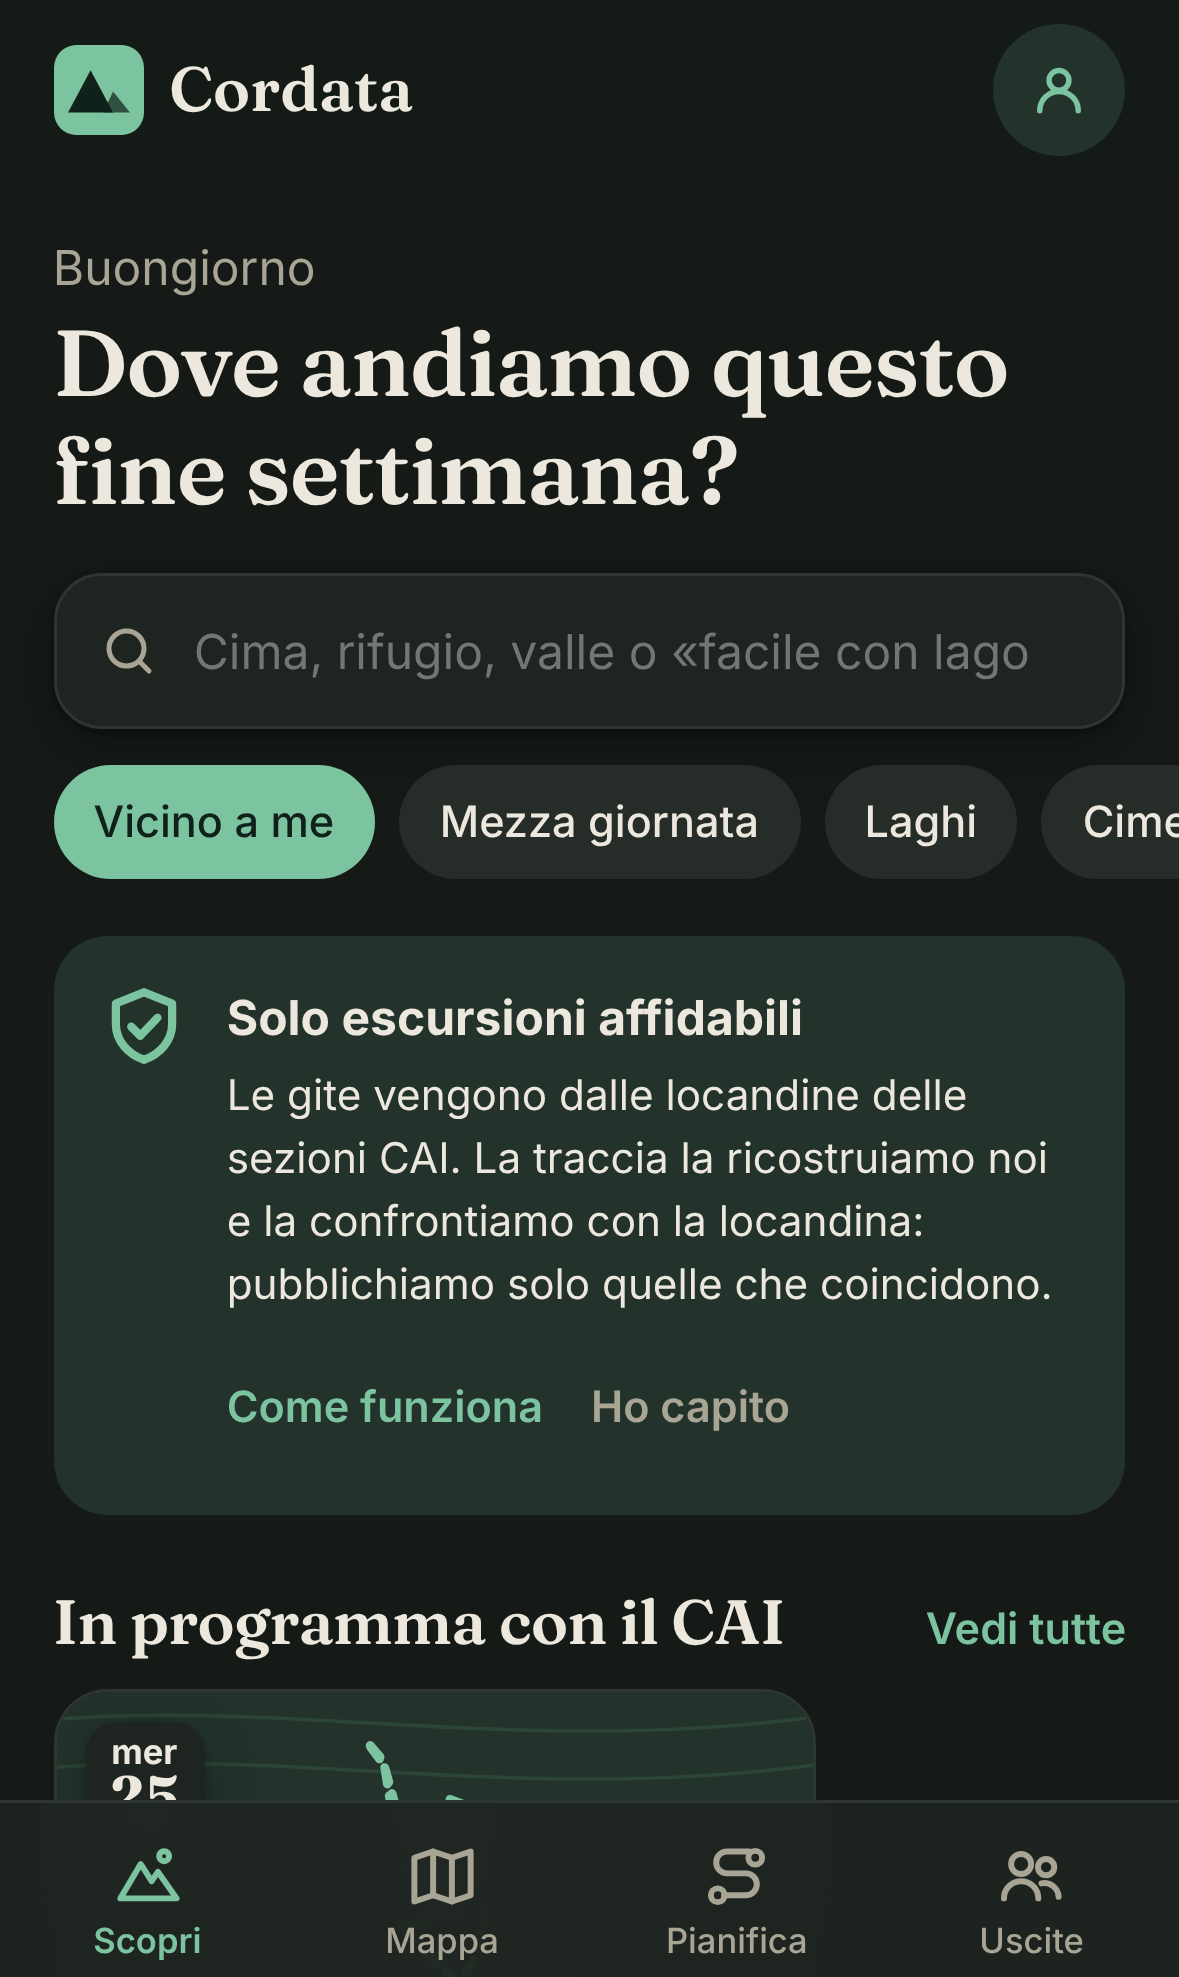 Cordata
Buongiorno
Dove andiamo questo
fine settimana?
Cima, rifugio, valle o «facile con lago
Vicino a me
Mezza giornata
Laghi
Cime
Solo escursioni affidabili
Le gite vengono dalle locandine delle
sezioni CAI. La traccia la ricostruiamo noi
e la confrontiamo con la locandina:
pubblichiamo solo quelle che coincidono.
Come funziona
Ho capito
In programma con il CAI
Vedi tutte
mer
25
Scopri
Mappa
Pianifica
Uscite